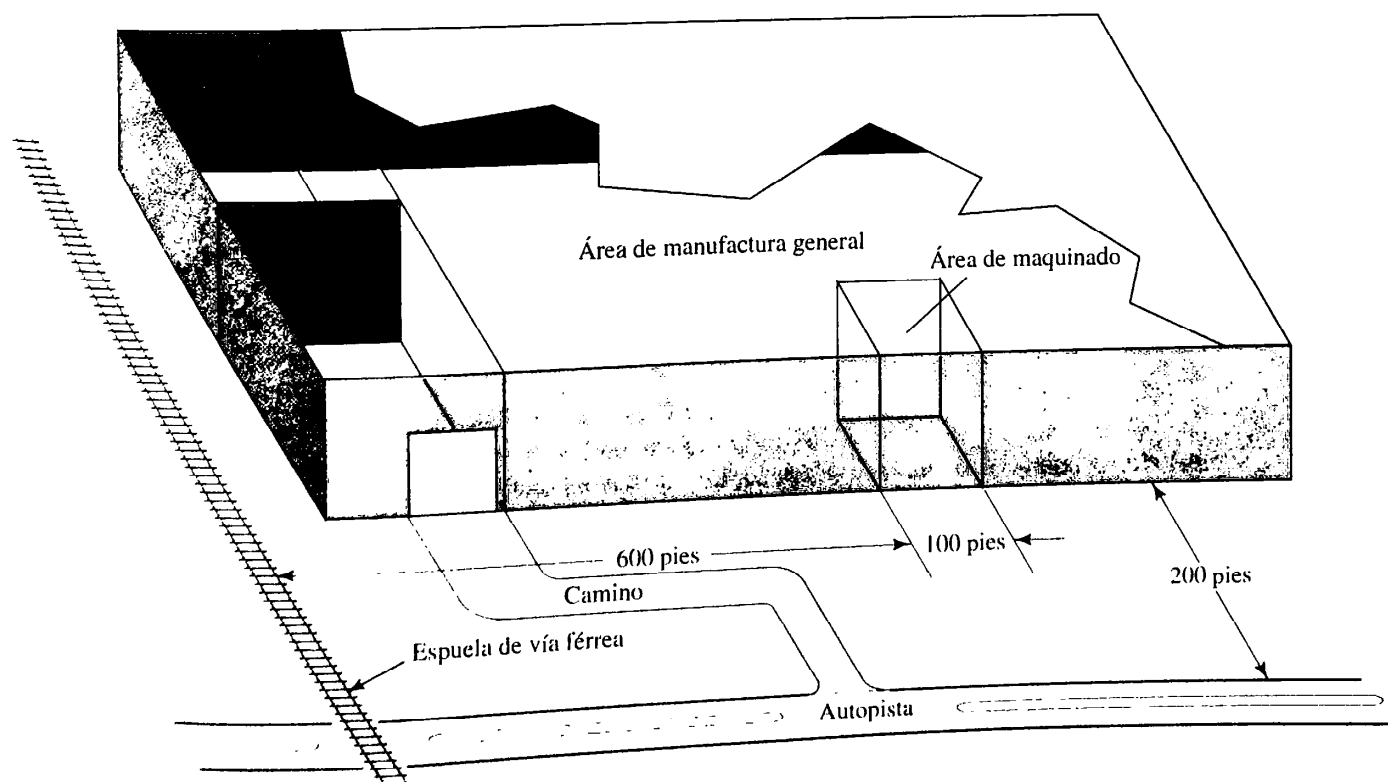 Área de manufactura general
Área de maquinado
600 pies
100 pies
200 pies
Camino
Espuela de vía férrea
Autopista